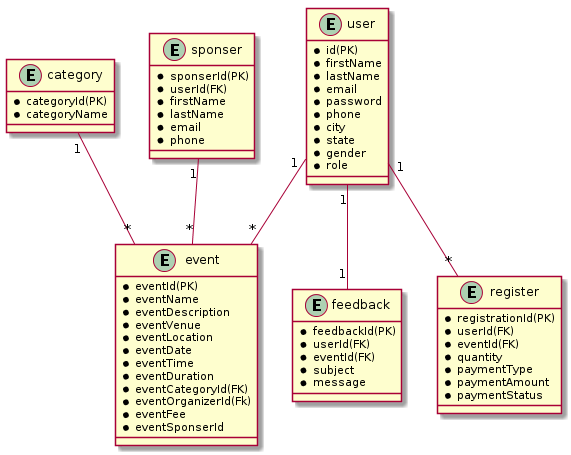 E category
categoryId(PK)
categoryName
E sponser
sponserId(PK)
userId(FK)
firstName
lastName
email
phone
E user
id(PK)
firstName
lastName
email
password
phone
city
state
gender
role
1
1
1
1
1
*
*
*
1
*
E event
eventId(PK)
eventName
eventDescription
eventVenue
eventLocation
eventDate
eventTime
eventDuration
eventCategoryId(FK)
eventOrganizerId(Fk)
eventFee
eventSponserId
E feedback
feedbackId(PK)
userId(FK)
eventId(FK)
subject
message
E register
registrationId(PK)
userId(FK)
eventId(FK)
quantity
paymentType
paymentAmount
paymentStatus